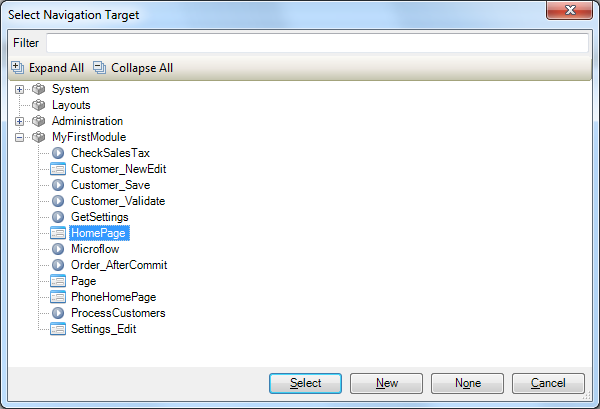 Select Navigation Target
Filter
Expand All Collapse All
System
Layouts
Administration
MyFirstModule
CheckSalesTax
Customer_NewEdit
Customer_Save
Customer_Validate
GetSettings
HomePage
Microflow
Order_AfterCommit
Page
PhoneHomePage
ProcessCustomers
Settings_Edit
Select New None Cancel